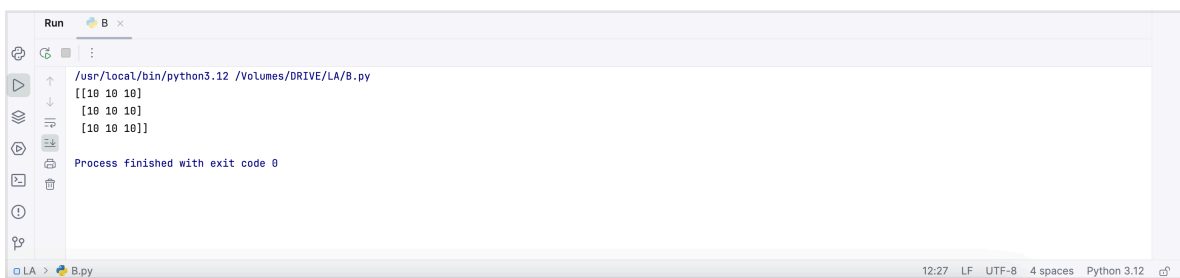 Run B
/usr/local/bin/python3.12 /Volumes/DRIVE/LA/B.py
[[10 10 10]
 [10 10 10]
 [10 10 10]]
Process finished with exit code 0
LA > B.py 12:27 LF UTF-8 4 spaces Python 3.12